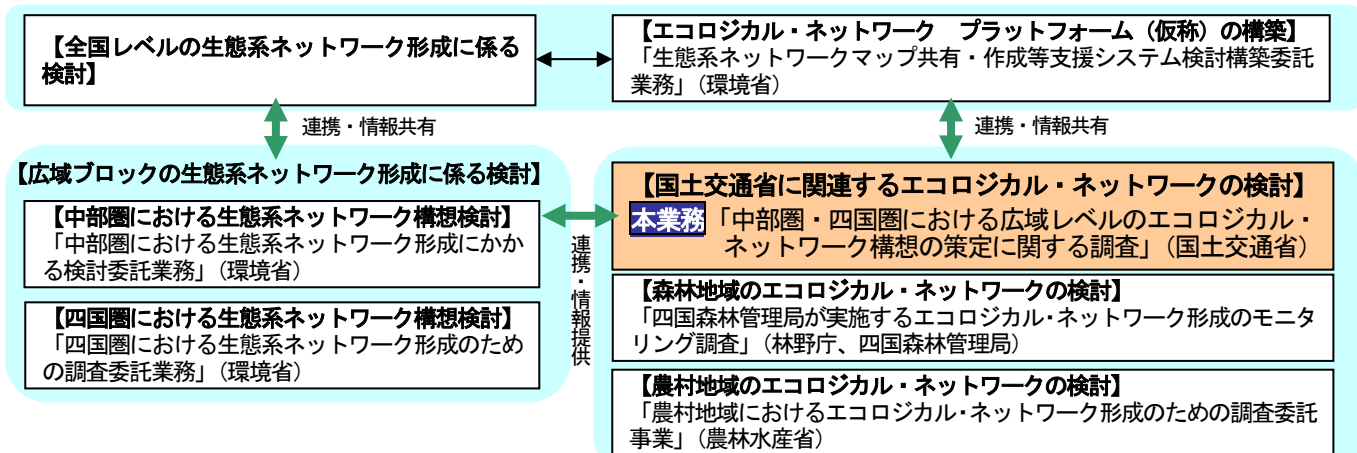 【全国レベルの生態系ネットワーク形成に係る
検討】
【エコロジカル・ネットワーク　プラットフォーム（仮称）の構築】
「生態系ネットワークマップ共有・作成等支援システム検討構築委託
業務」（環境省）
連携・情報共有
連携・情報共有
【広域ブロックの生態系ネットワーク形成に係る検討】
【中部圏における生態系ネットワーク構想検討】
「中部圏における生態系ネットワーク形成にかか
る検討委託業務」（環境省）
【四国圏における生態系ネットワーク構想検討】
「四国圏における生態系ネットワーク形成のため
の調査委託業務」（環境省）
連携・情報提供
【国土交通省に関連するエコロジカル・ネットワークの検討】
本業務「中部圏・四国圏における広域レベルのエコロジカル・
ネットワーク構想の策定に関する調査」（国土交通省）
【森林地域のエコロジカル・ネットワークの検討】
「四国森林管理局が実施するエコロジカル・ネットワーク形成のモニタ
リング調査」（林野庁、四国森林管理局）
【農村地域のエコロジカル・ネットワークの検討】
「農村地域におけるエコロジカル・ネットワーク形成のための調査委託
事業」（農林水産省）